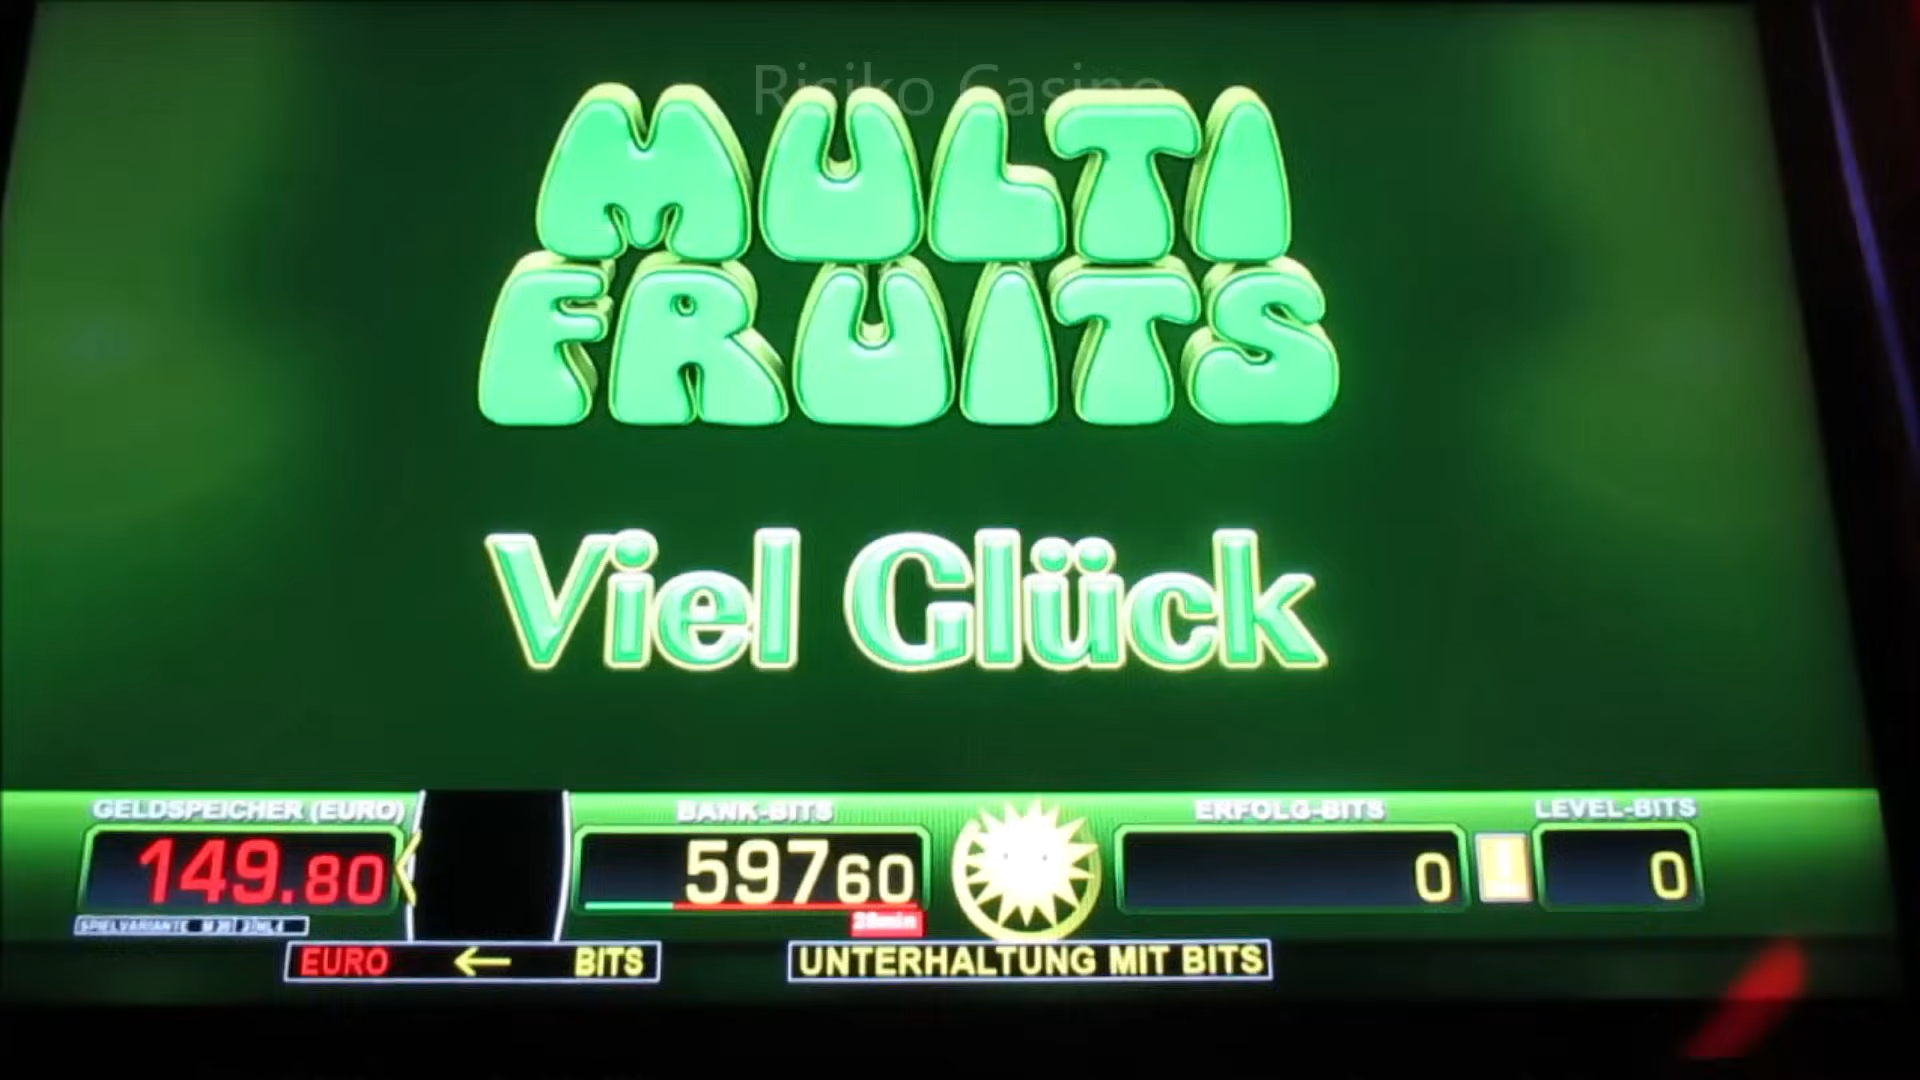 Risiko Casino
MULTI
FRUITS
Viel Glück
GELDSPEICHER (EURO)
BANK-BITS
ERFOLG-BITS
LEVEL-BITS
149.80
59760
0
0
SPIELVARIANTE
EURO ← BITS
UNTERHALTUNG MIT BITS